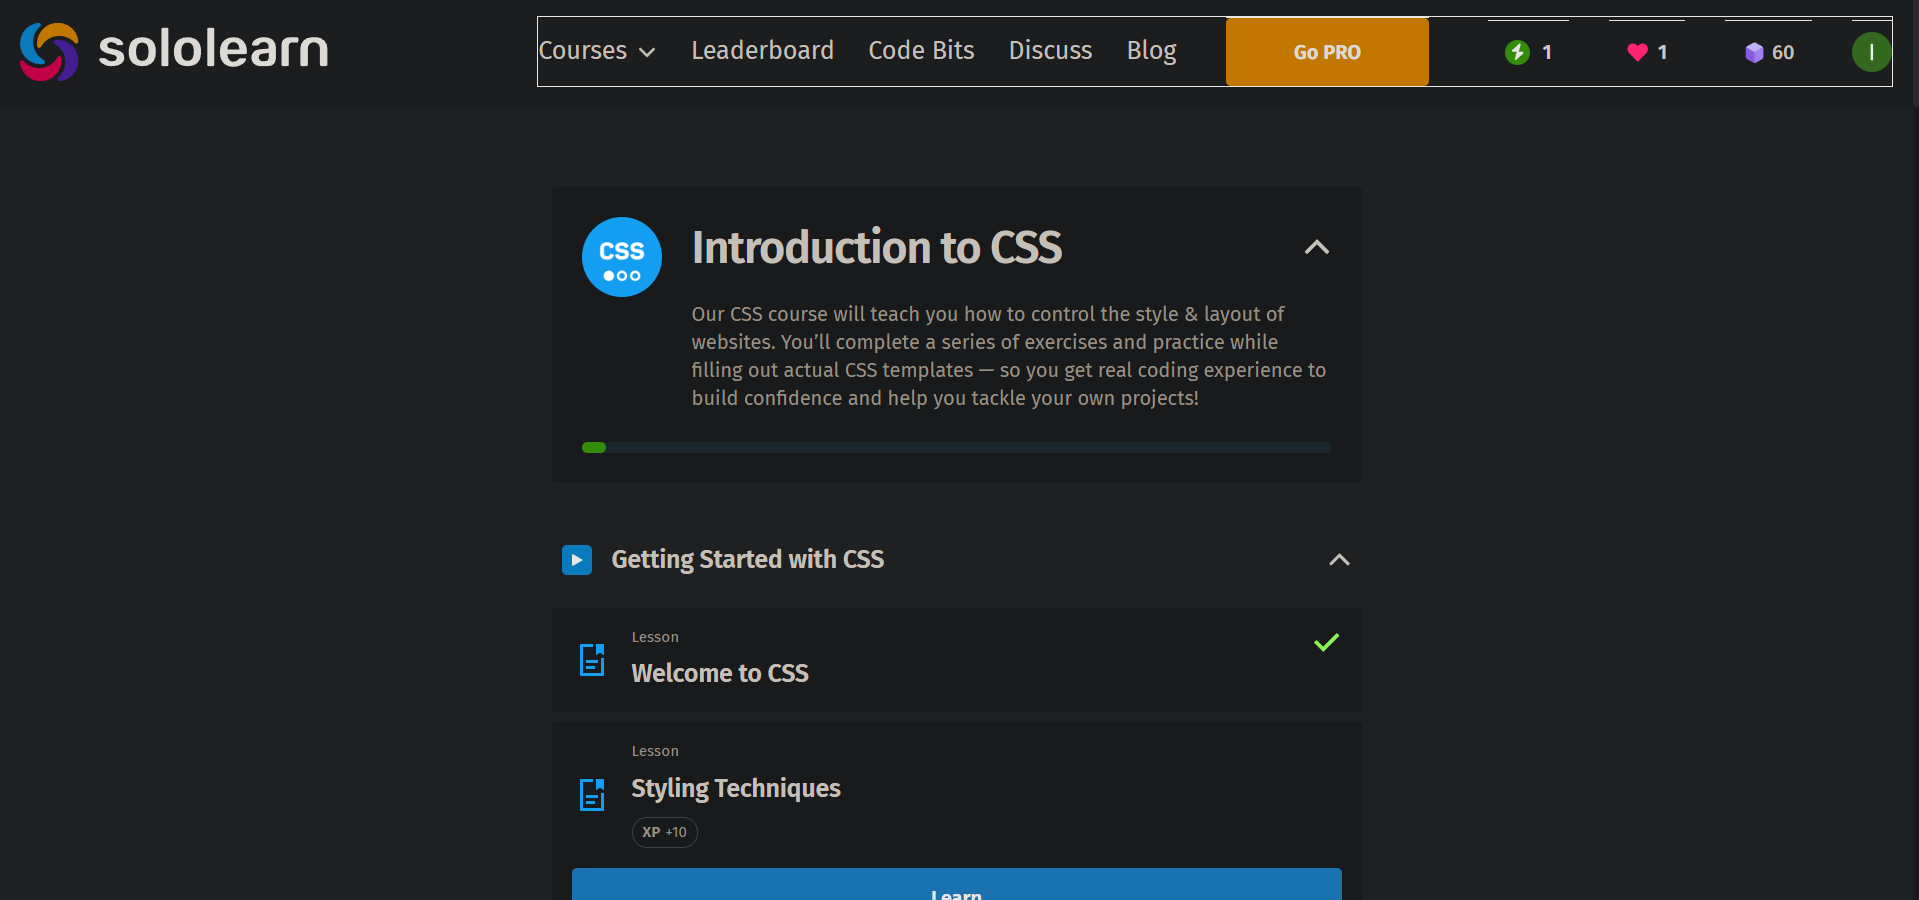 sololearn
Courses Leaderboard Code Bits Discuss Blog Go PRO 1 1 60 I
CSS
Introduction to CSS
Our CSS course will teach you how to control the style & layout of
websites. You’ll complete a series of exercises and practice while
filling out actual CSS templates — so you get real coding experience to
build confidence and help you tackle your own projects!
Getting Started with CSS
Lesson
Welcome to CSS
Lesson
Styling Techniques
XP +10
Learn